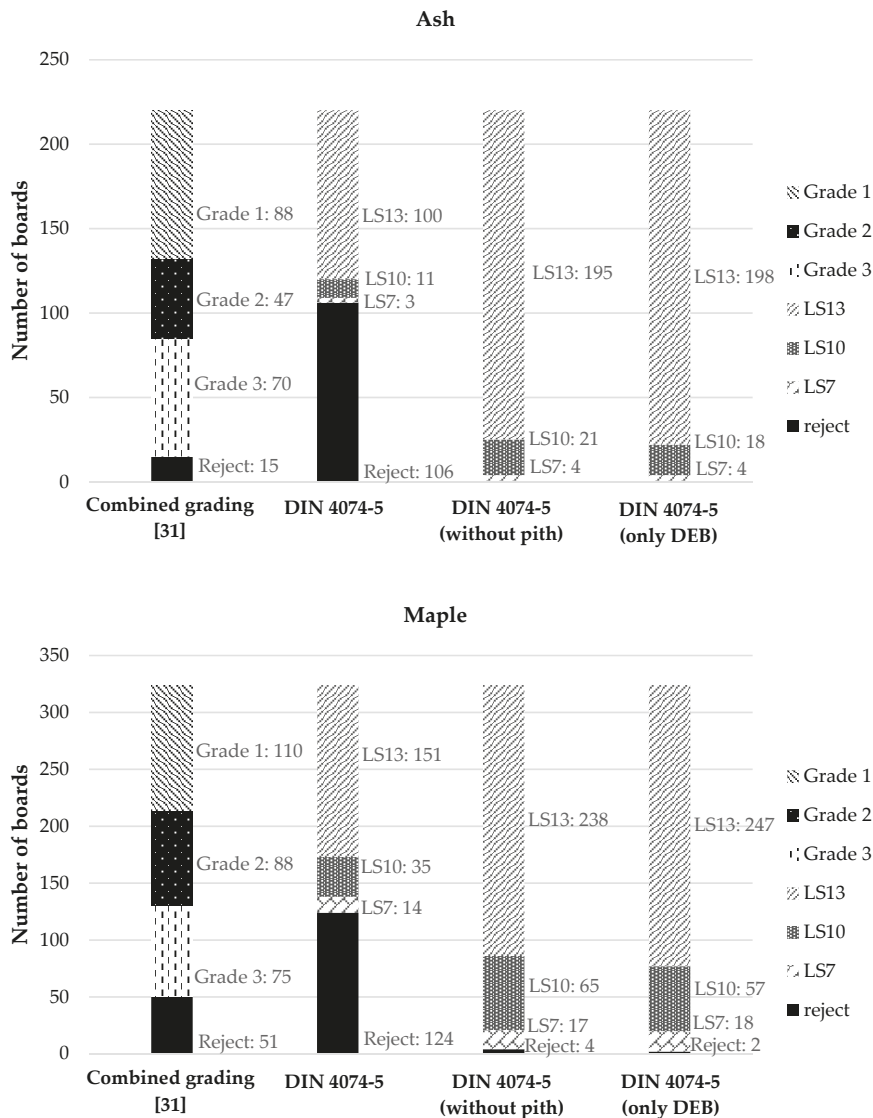 Ash
250
200
150
100
50
0
Number of boards
Grade 1: 88
Grade 2: 47
Grade 3: 70
Reject: 15
LS13: 100
LS10: 11
LS7: 3
Reject: 106
LS13: 195
LS10: 21
LS7: 4
LS13: 198
LS10: 18
LS7: 4
Combined grading
[31]
DIN 4074-5
DIN 4074-5
(without pith)
DIN 4074-5
(only DEB)
Grade 1
Grade 2
Grade 3
LS13
LS10
LS7
reject
Maple
350
300
250
200
150
100
50
0
Number of boards
Grade 1: 110
Grade 2: 88
Grade 3: 75
Reject: 51
LS13: 151
LS10: 35
LS7: 14
Reject: 124
LS13: 238
LS10: 65
LS7: 17
Reject: 4
LS13: 247
LS10: 57
LS7: 18
Reject: 2
Combined grading
[31]
DIN 4074-5
DIN 4074-5
(without pith)
DIN 4074-5
(only DEB)
Grade 1
Grade 2
Grade 3
LS13
LS10
LS7
reject